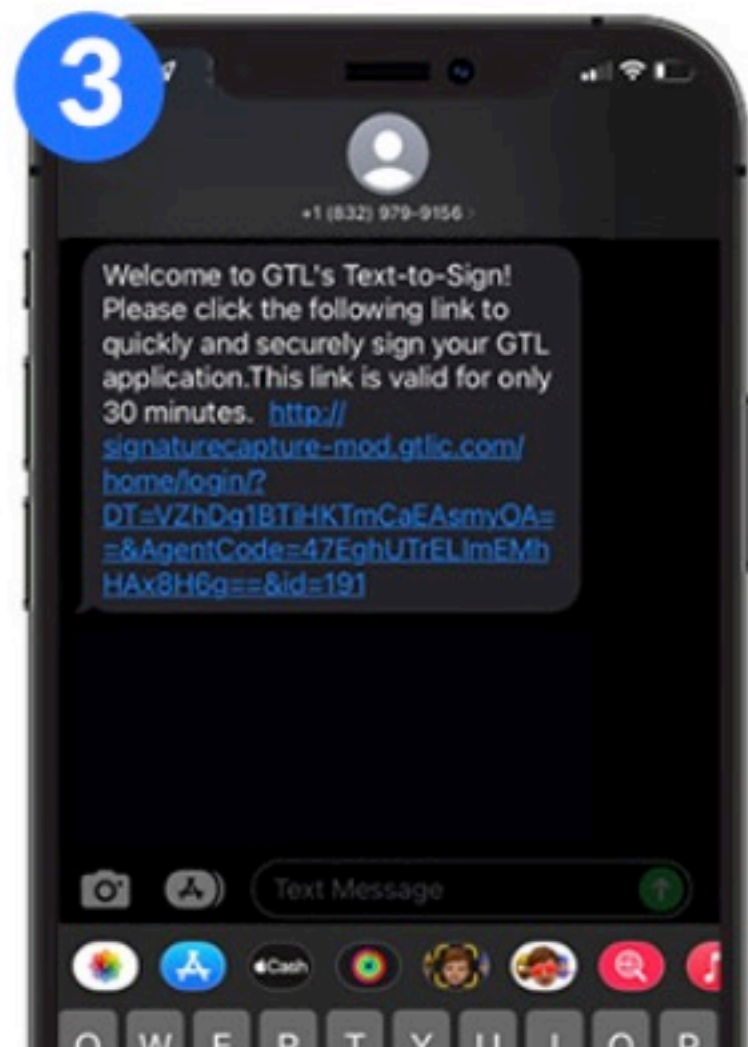 3
+1 (832) 979-9156 >
Welcome to GTL's Text-to-Sign!
Please click the following link to
quickly and securely sign your GTL
application.This link is valid for only
30 minutes. http://
signaturecapture-mod.gtlic.com/
home/login/?
DT=VZhDg1BTiHKTmCaEAsmyOA=
=&AgentCode=47EghUTrELImEMh
HAx8H6g==&id=191
Text Message
Cash
Q W E R T Y U I O P